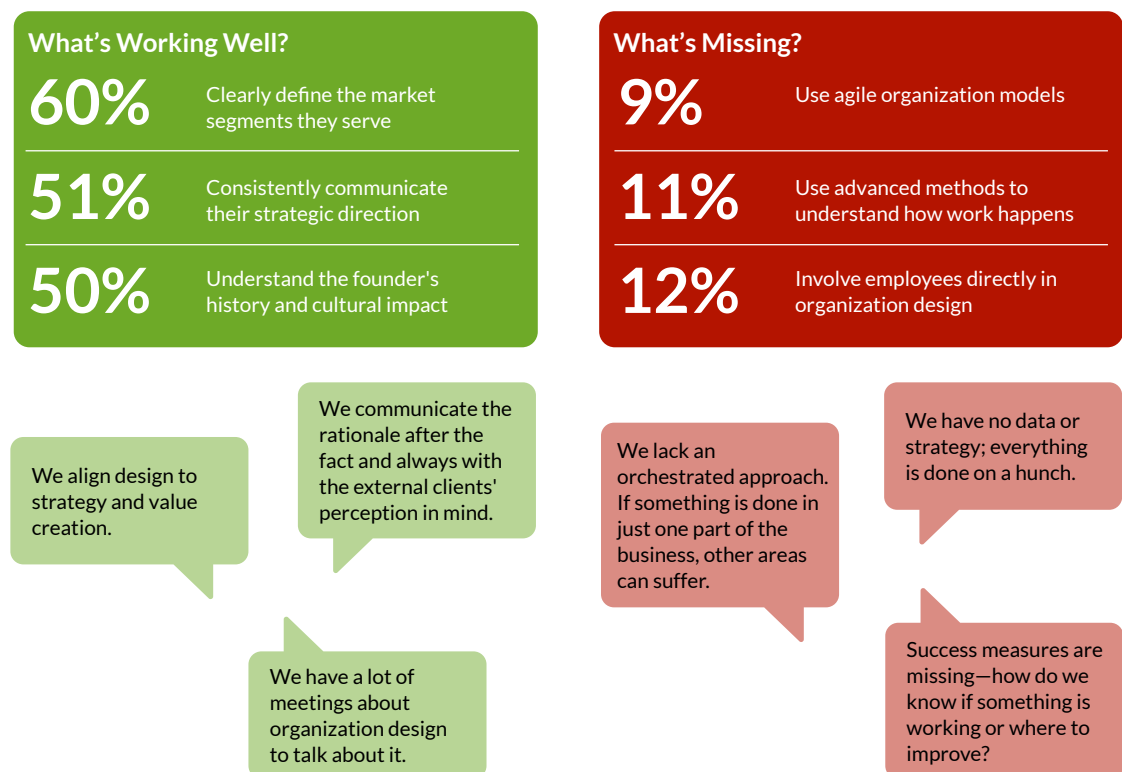 What’s Working Well?
60%
Clearly define the market
segments they serve
51%
Consistently communicate
their strategic direction
50%
Understand the founder's
history and cultural impact
What’s Missing?
9%
Use agile organization models
11%
Use advanced methods to
understand how work happens
12%
Involve employees directly in
organization design
We align design to
strategy and value
creation.
We communicate the
rationale after the
fact and always with
the external clients'
perception in mind.
We have a lot of
meetings about
organization design
to talk about it.
We lack an
orchestrated approach.
If something is done in
just one part of the
business, other areas
can suffer.
We have no data or
strategy; everything
is done on a hunch.
Success measures are
missing—how do we
know if something is
working or where to
improve?